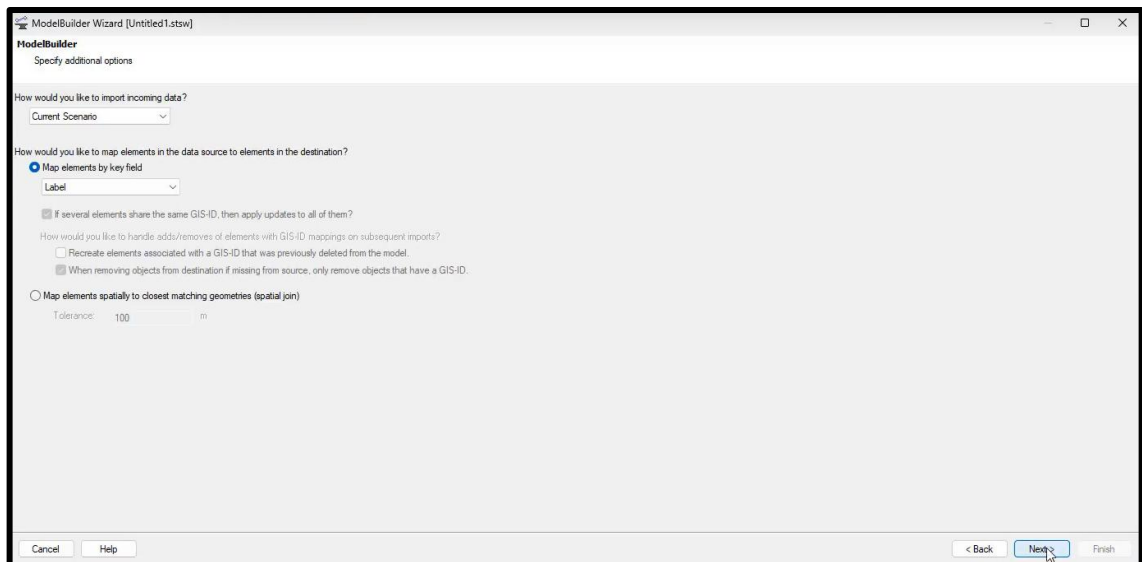 ModelBuilder Wizard [Untitled1.stsw]
ModelBuilder
Specify additional options
How would you like to import incoming data?
Current Scenario
How would you like to map elements in the data source to elements in the destination?
Map elements by key field
Label
If several elements share the same GIS-ID, then apply updates to all of them?
How would you like to handle adds/removes of elements with GIS-ID mappings on subsequent imports?
Recreate elements associated with a GIS-ID that was previously deleted from the model.
When removing objects from destination if missing from source, only remove objects that have a GIS-ID.
Map elements spatially to closest matching geometries (spatial join)
Tolerance: 100 m
Cancel Help < Back Next > Finish